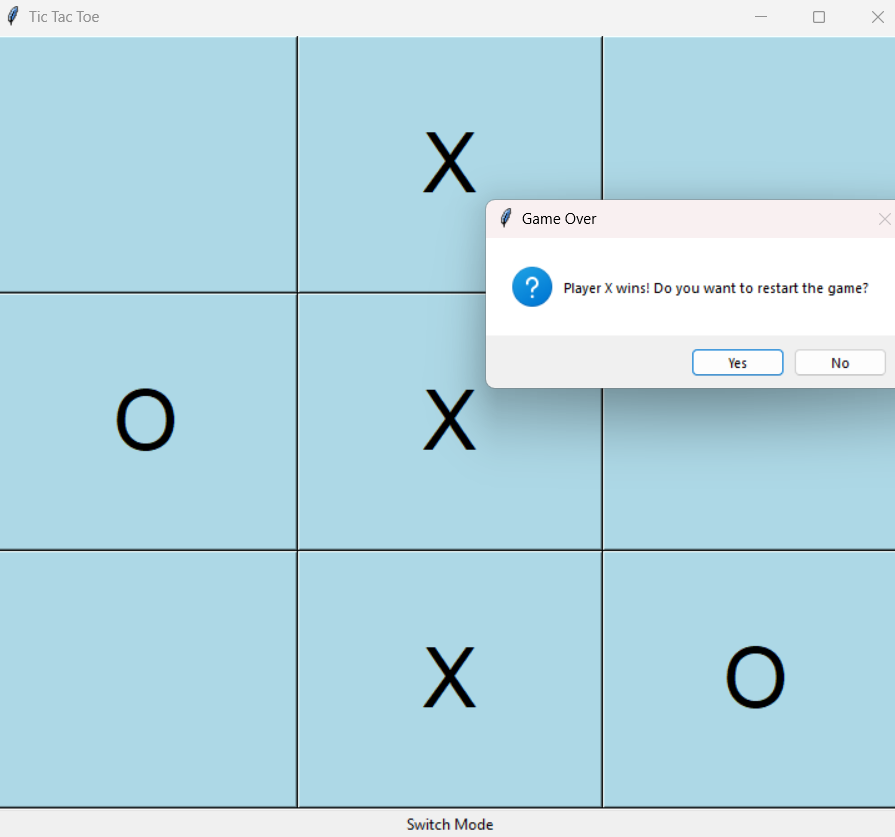 Tic Tac Toe
X
Game Over
Player X wins! Do you want to restart the game?
Yes No
O X
X O
Switch Mode